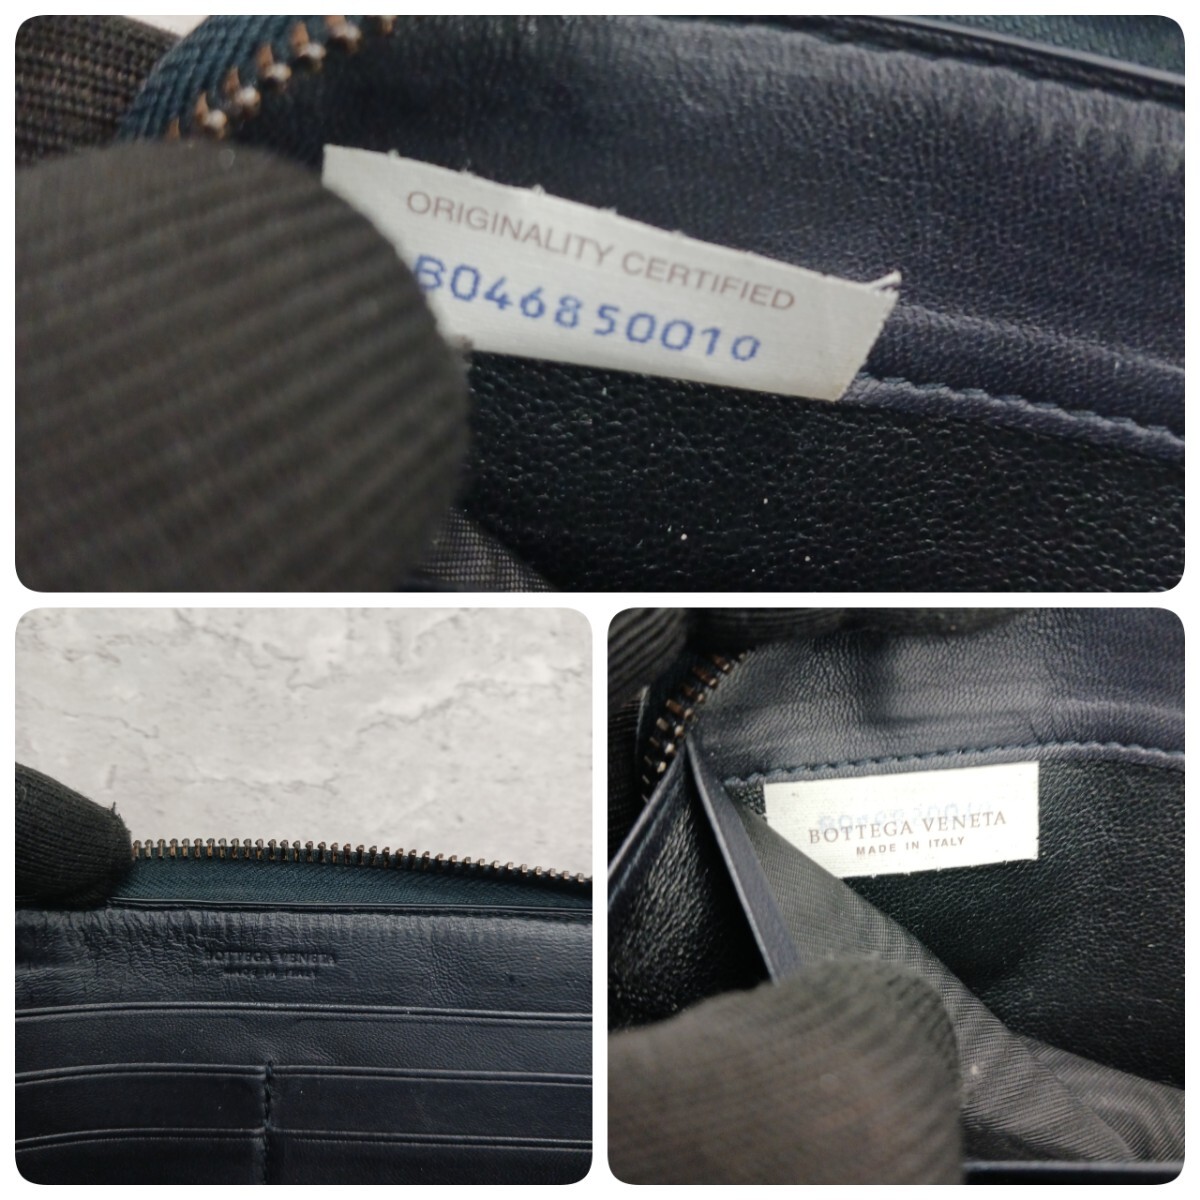 ORIGINALITY CERTIFIED
B046850010
BOTTEGA VENETA
MADE IN ITALY
BOTTEGA VENETA
MADE IN ITALY